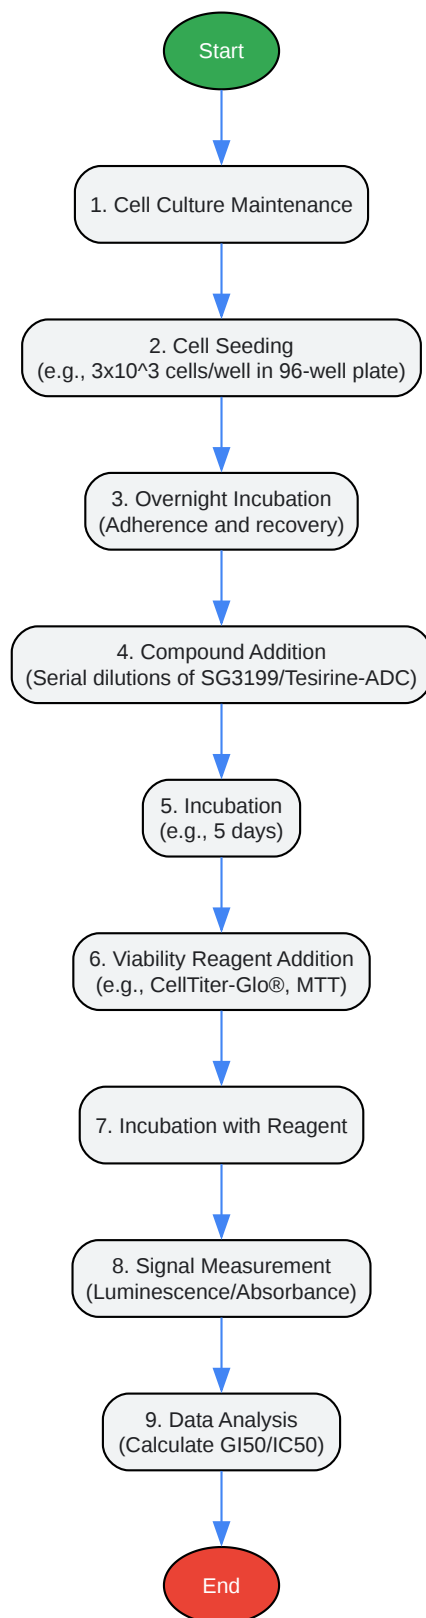 Start
1. Cell Culture Maintenance
2. Cell Seeding
(e.g., 3x10^3 cells/well in 96-well plate)
3. Overnight Incubation
(Adherence and recovery)
4. Compound Addition
(Serial dilutions of SG3199/Tesirine-ADC)
5. Incubation
(e.g., 5 days)
6. Viability Reagent Addition
(e.g., CellTiter-Glo®, MTT)
7. Incubation with Reagent
8. Signal Measurement
(Luminescence/Absorbance)
9. Data Analysis
(Calculate GI50/IC50)
End